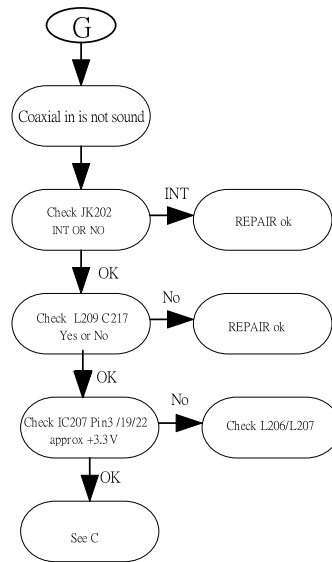 G
Coaxial in is not sound
Check JK202
INT OR NO
INT
REPAIR ok
OK
Check L209 C217
Yes or No
No
REPAIR ok
OK
Check IC207 Pin3 /19/22
approx +3.3V
No
Check L206/L207
OK
See C